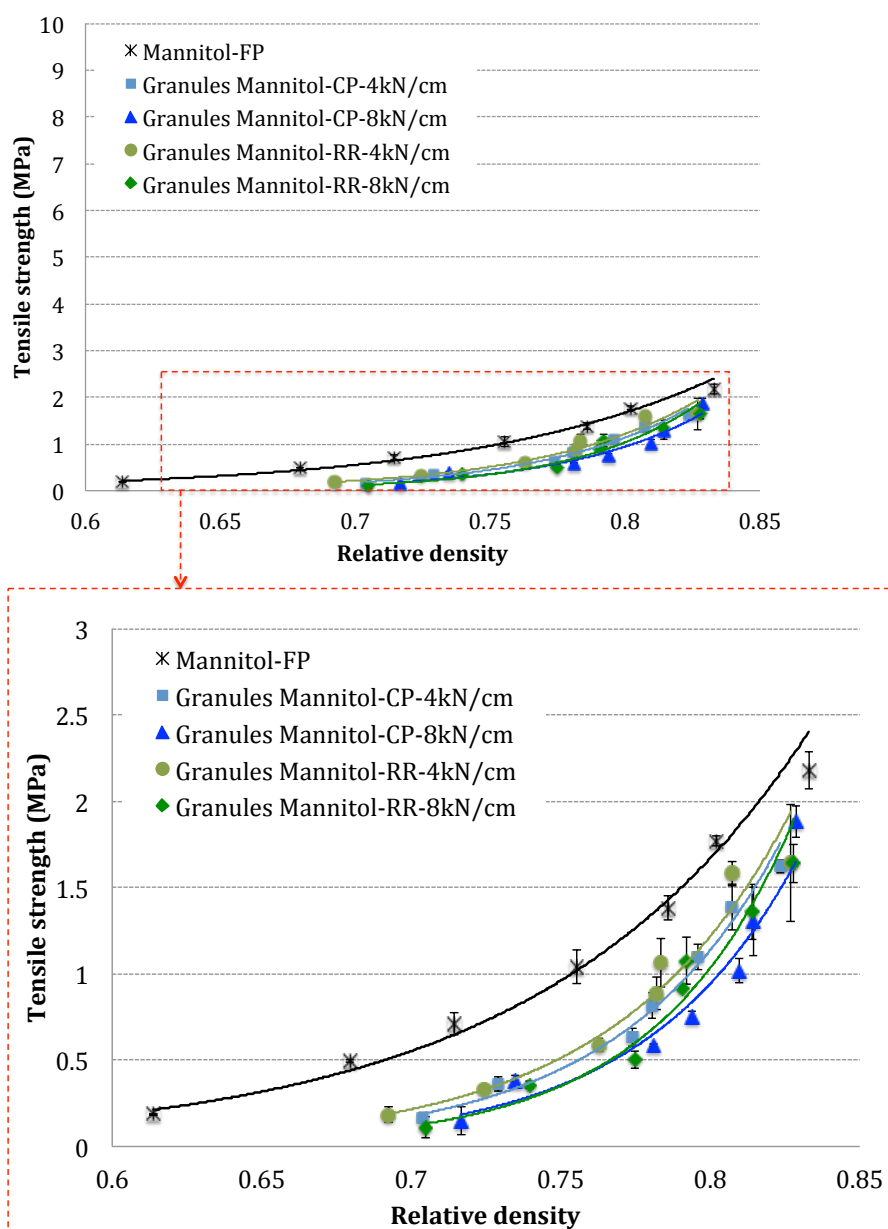 10
9
8
7
6
5
4
3
2
1
0
Tensile strength (MPa)
Mannitol-FP
Granules Mannitol-CP-4kN/cm
Granules Mannitol-CP-8kN/cm
Granules Mannitol-RR-4kN/cm
Granules Mannitol-RR-8kN/cm
0.6 0.65 0.7 0.75 0.8 0.85
Relative density
3
2.5
2
1.5
1
0.5
0
Tensile strength (MPa)
Mannitol-FP
Granules Mannitol-CP-4kN/cm
Granules Mannitol-CP-8kN/cm
Granules Mannitol-RR-4kN/cm
Granules Mannitol-RR-8kN/cm
0.6 0.65 0.7 0.75 0.8 0.85
Relative density